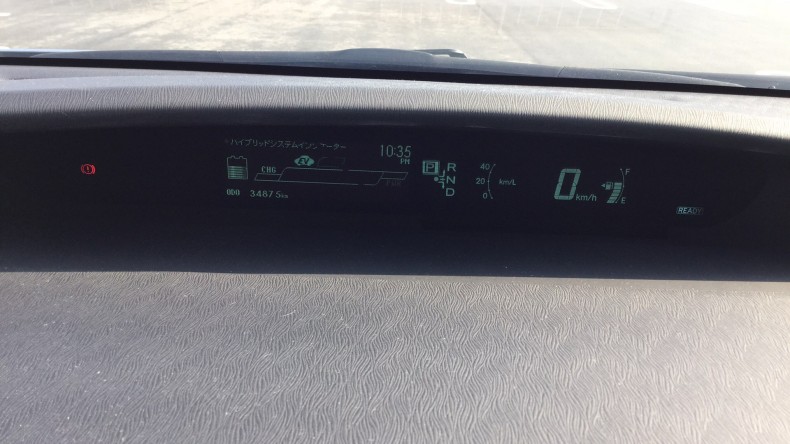 ハイブリッドシステムインジケーター
10:35
PM
EV
CHG
ODO 34875km
P
R
N
D
40
20
0
km/L
0 km/h
F
E
READY